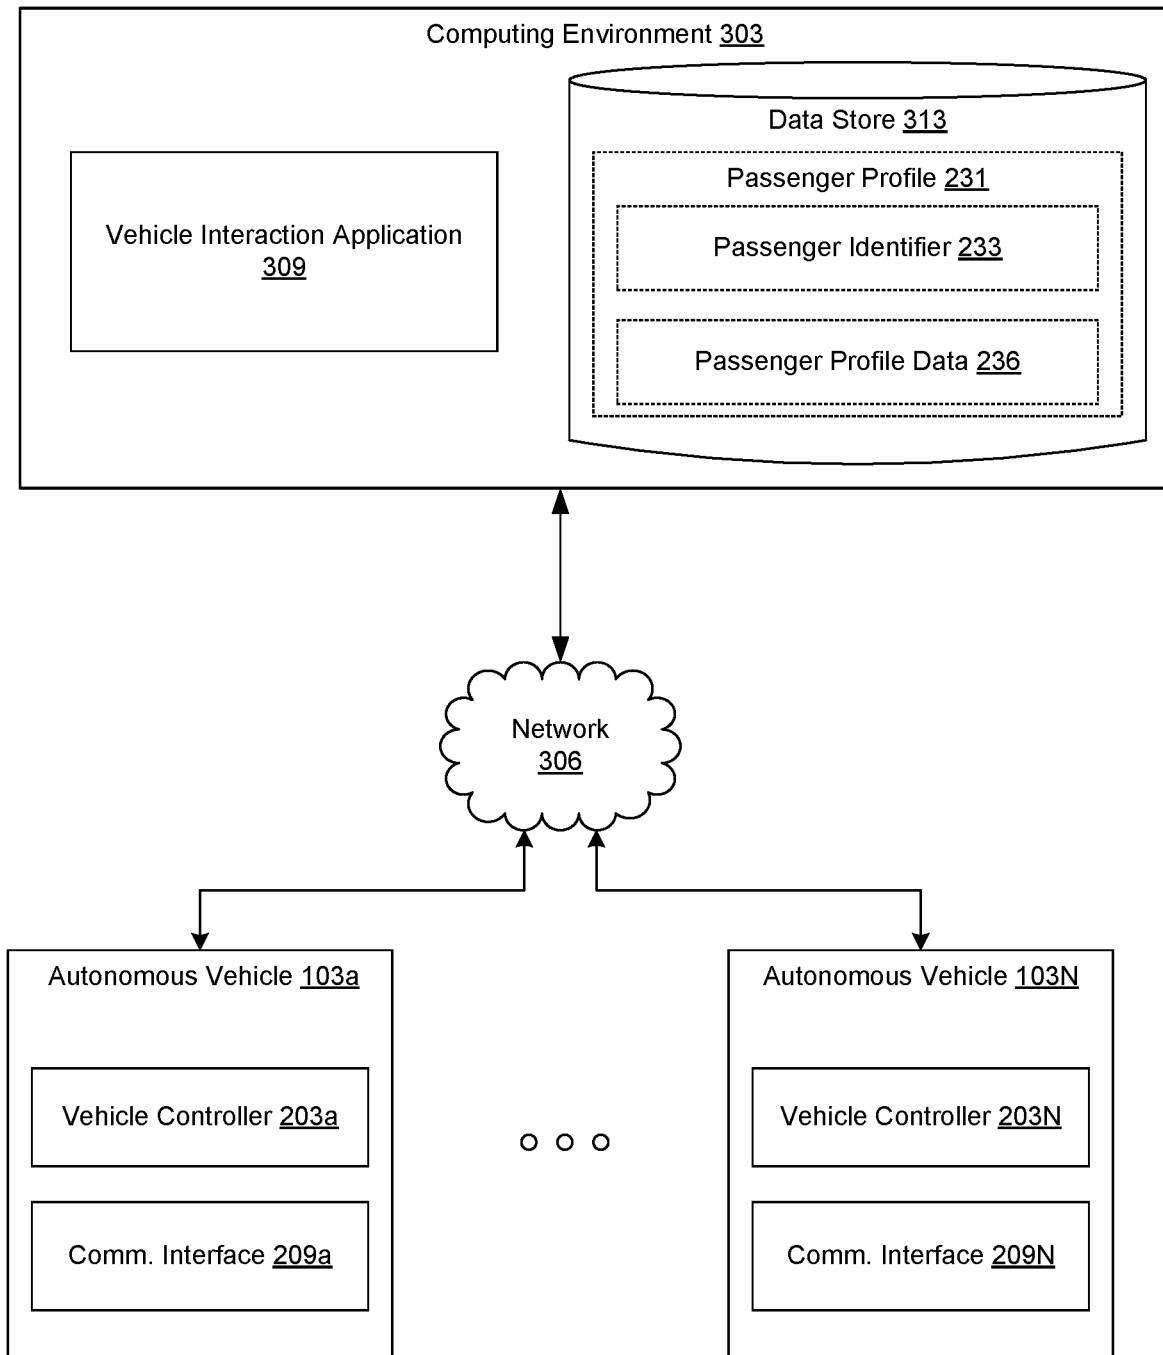 Computing Environment 303
Data Store 313
Passenger Profile 231
Vehicle Interaction Application
309
Passenger Identifier 233
Passenger Profile Data 236
Network
306
Autonomous Vehicle 103a
Vehicle Controller 203a
Comm. Interface 209a
Autonomous Vehicle 103N
Vehicle Controller 203N
Comm. Interface 209N